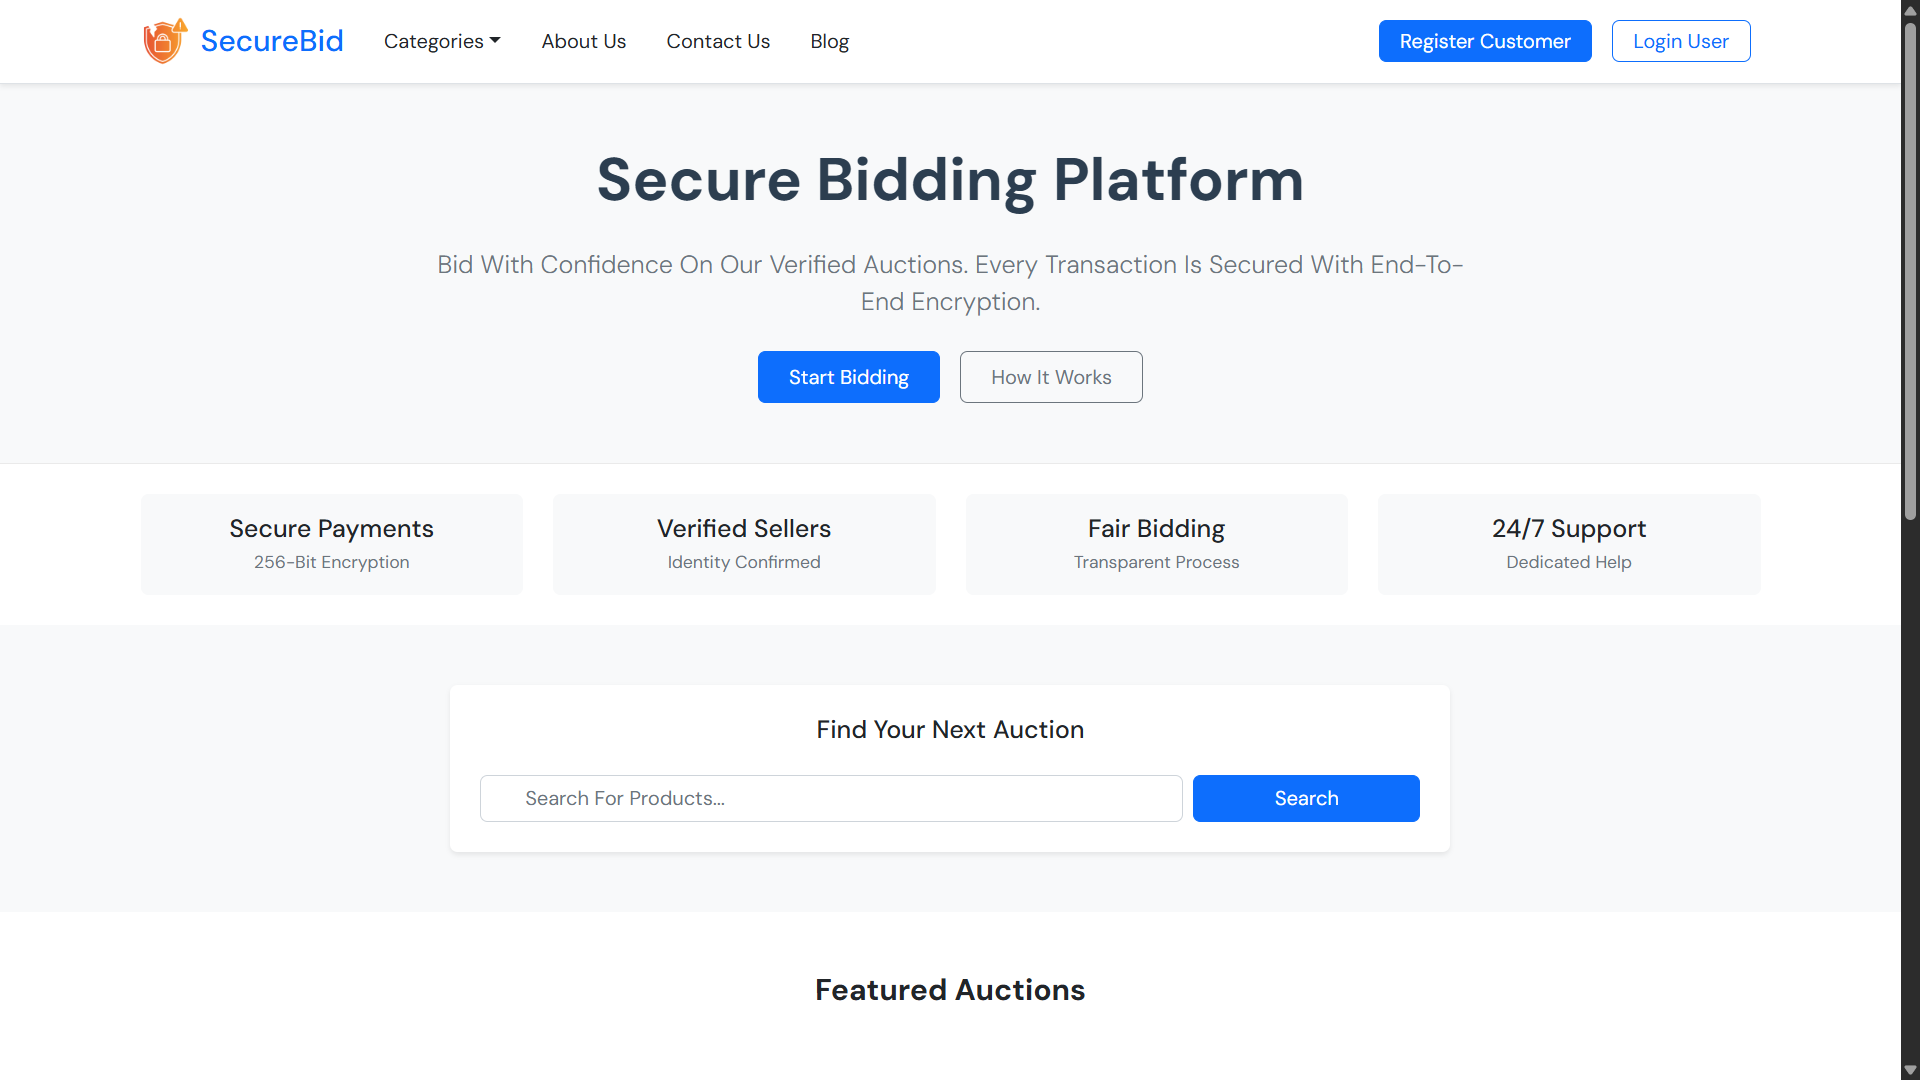 SecureBid
Categories
About Us
Contact Us
Blog
Register Customer
Login User
Secure Bidding Platform
Bid With Confidence On Our Verified Auctions. Every Transaction Is Secured With End-To-
End Encryption.
Start Bidding
How It Works
Secure Payments
256-Bit Encryption
Verified Sellers
Identity Confirmed
Fair Bidding
Transparent Process
24/7 Support
Dedicated Help
Find Your Next Auction
Search For Products...
Search
Featured Auctions